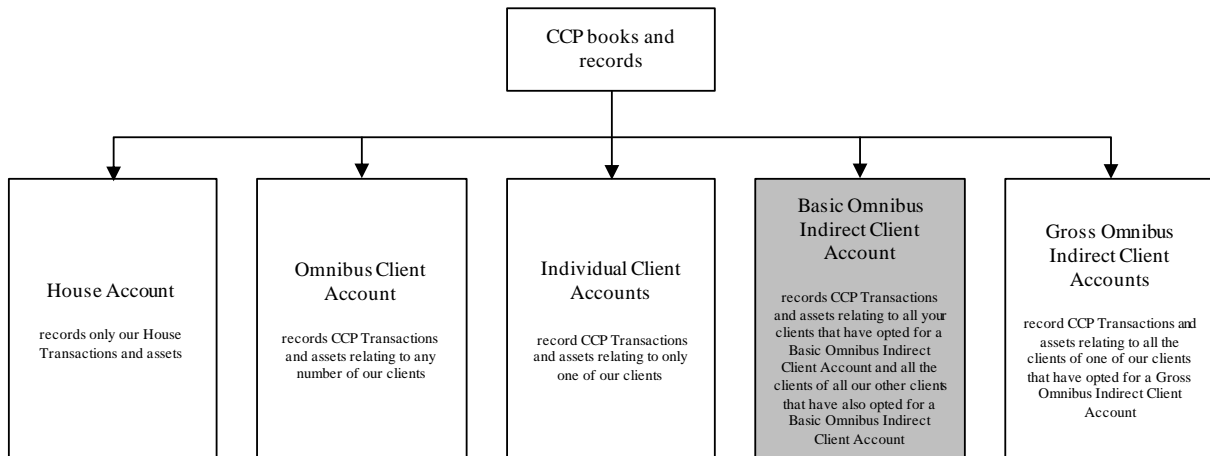 CCP books and
records
House Account
records only our House
Transactions and assets
Omnibus Client
Account
records CCP Transactions
and assets relating to any
number of our clients
Individual Client
Accounts
record CCP Transactions
and assets relating to only
one of our clients
Basic Omnibus
Indirect Client
Account
records CCP Transactions
and assets relating to all your
clients that have opted for a
Basic Omnibus Indirect
Client Account and all the
clients of all our other clients
that have also opted for a
Basic Omnibus Indirect
Client Account
Gross Omnibus
Indirect Client
Accounts
record CCP Transactions and
assets relating to all the
clients of one of our clients
that have opted for a Gross
Omnibus Indirect Client
Account